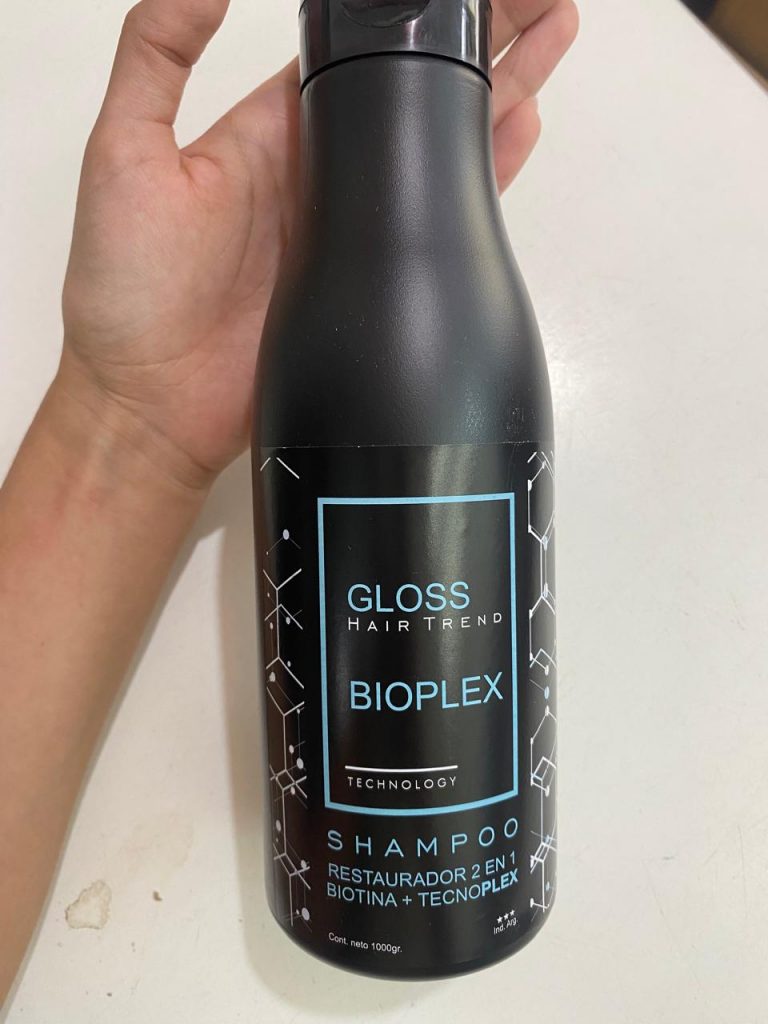 GLOSS
HAIR TREND
BIOPLEX
TECHNOLOGY
SHAMPOO
RESTAURADOR 2 EN 1
BIOTINA + TECNOPLEX
Cont. neto 1000gr.
Ind. Arg.